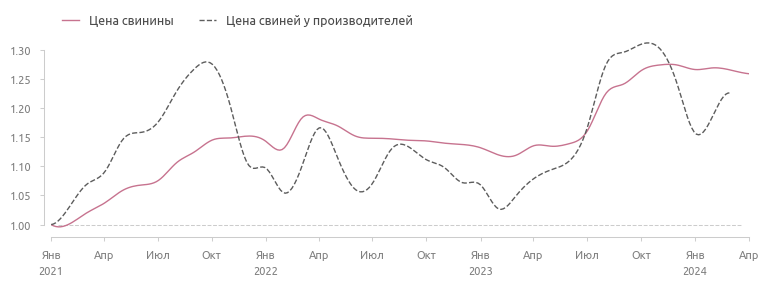 Цена свинины Цена свиней у производителей
1.30
1.25
1.20
1.15
1.10
1.05
1.00
Янв Апр Июл Окт Янв Апр Июл Окт Янв Апр Июл Окт Янв Апр
2021 2022 2023 2024